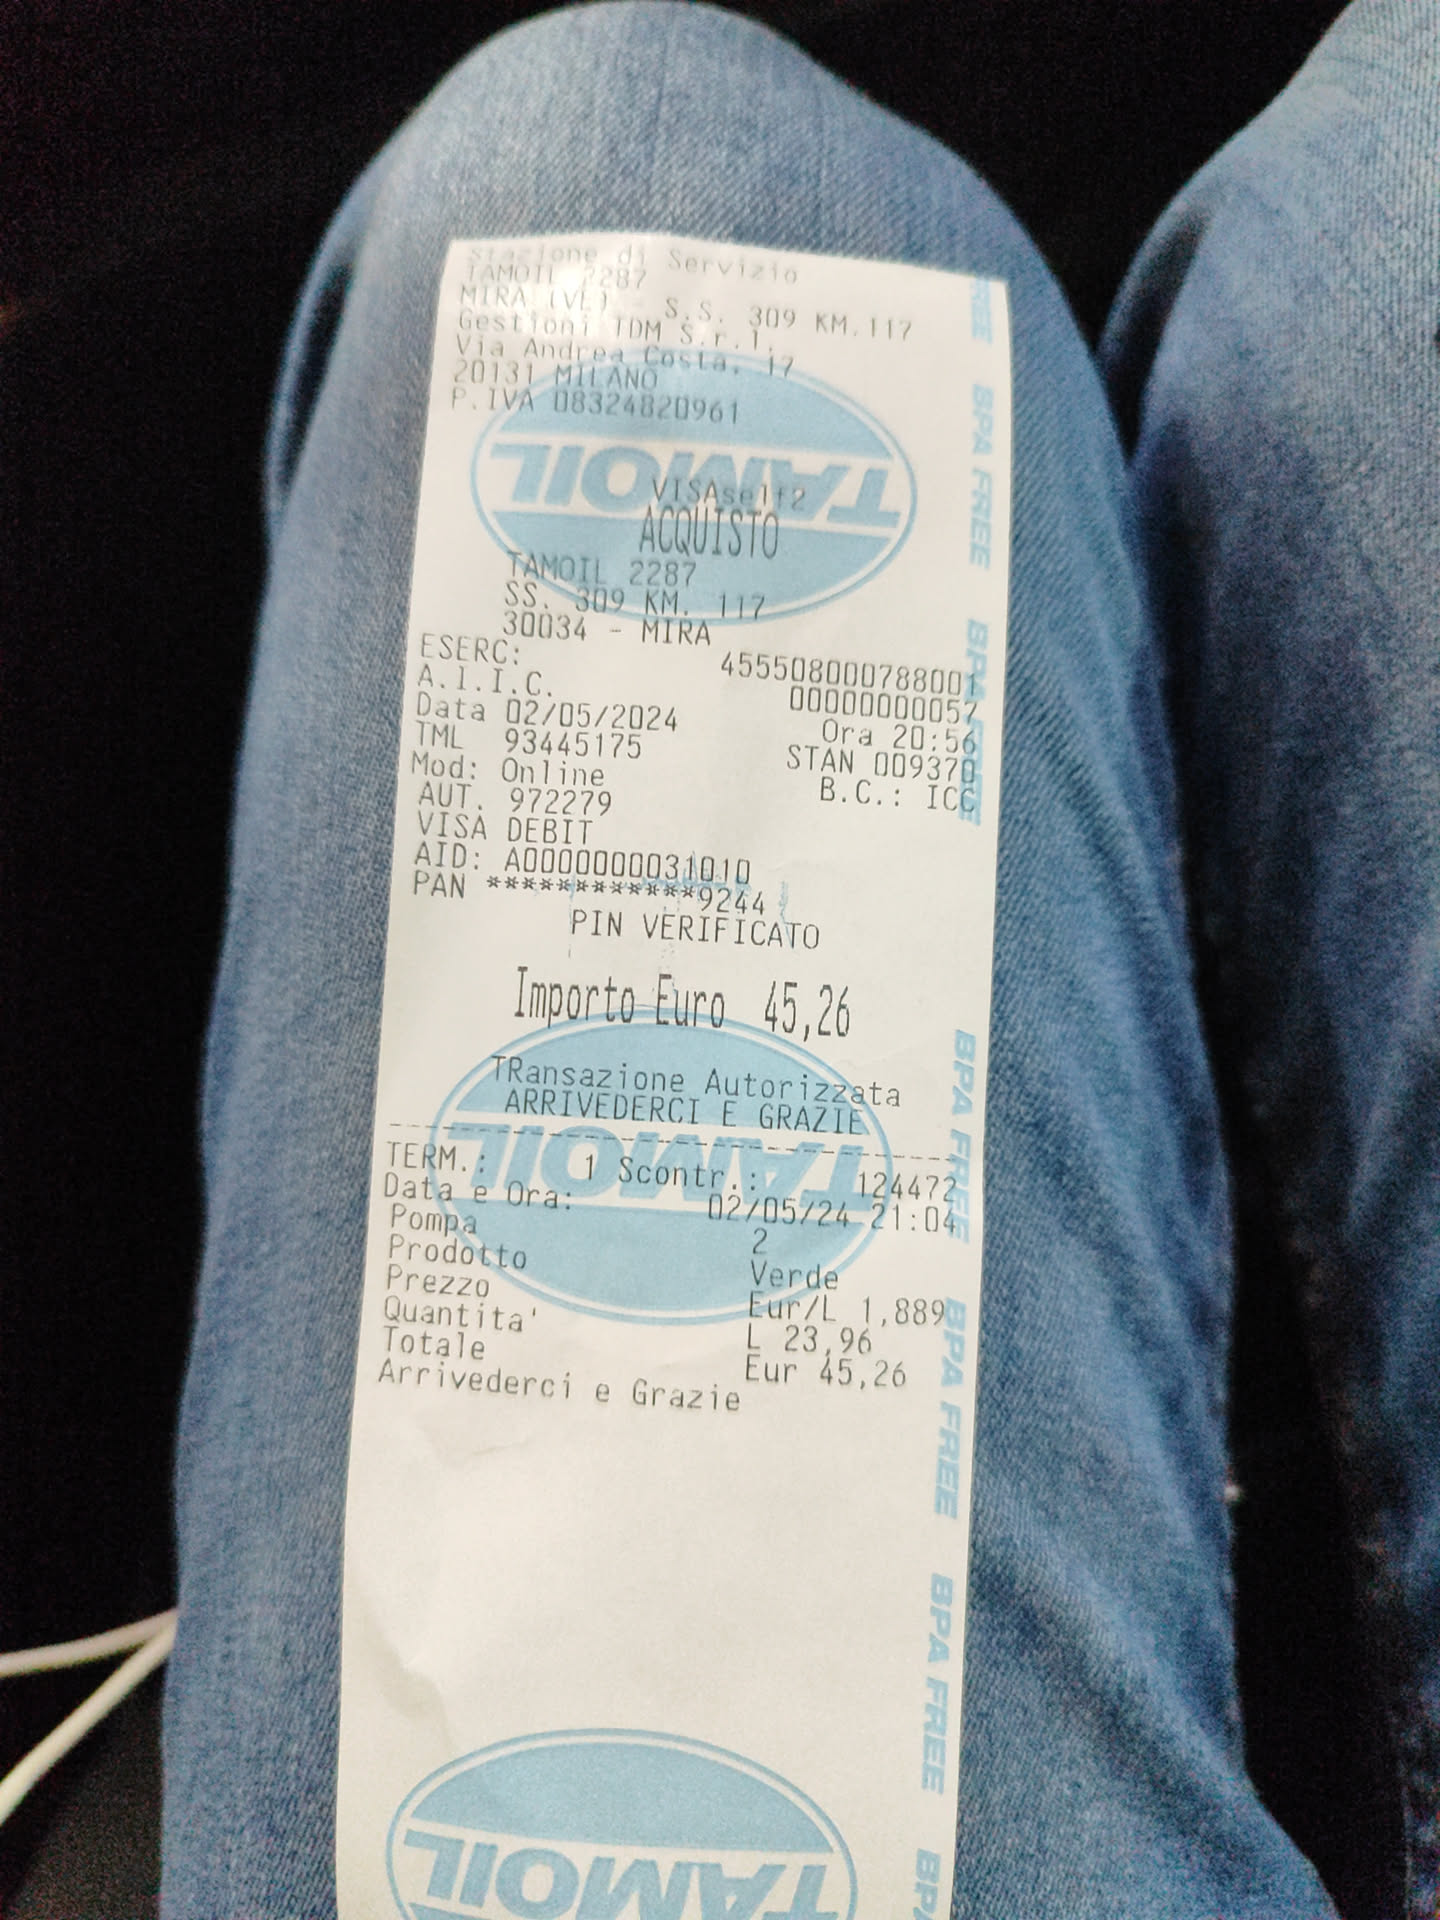 Stazione di Servizio
TAMOIL 2287
MIRA (VE) - S.S. 309 KM.117
Gestioni TDM S.r.l.
Via Andrea Costa, 17
20131 MILANO
P.IVA 08324820961
TAMOIL
VISAself2
ACQUISTO
TAMOIL 2287
SS. 309 KM. 117
30034 - MIRA
ESERC: 455508000788001
A.I.I.C. 00000000057
Data 02/05/2024 Ora 20:56
TML 93445175 STAN 009370
Mod: Online B.C.: ICC
AUT. 972279
VISA DEBIT
AID: A0000000031010
PAN ************9244
PIN VERIFICATO
Importo Euro 45,26
TRansazione Autorizzata
ARRIVEDERCI E GRAZIE
TAMOIL
TERM.: 1 Scontr.: 124472
Data e Ora: 02/05/24 21:04
Pompa 2
Prodotto Verde
Prezzo Eur/L 1,889
Quantita' L 23,96
Totale Eur 45,26
Arrivederci e Grazie
TAMOIL
FREE
BPA FREE
BPA FREE
BPA FREE
BPA FREE
BPA FREE
BPA